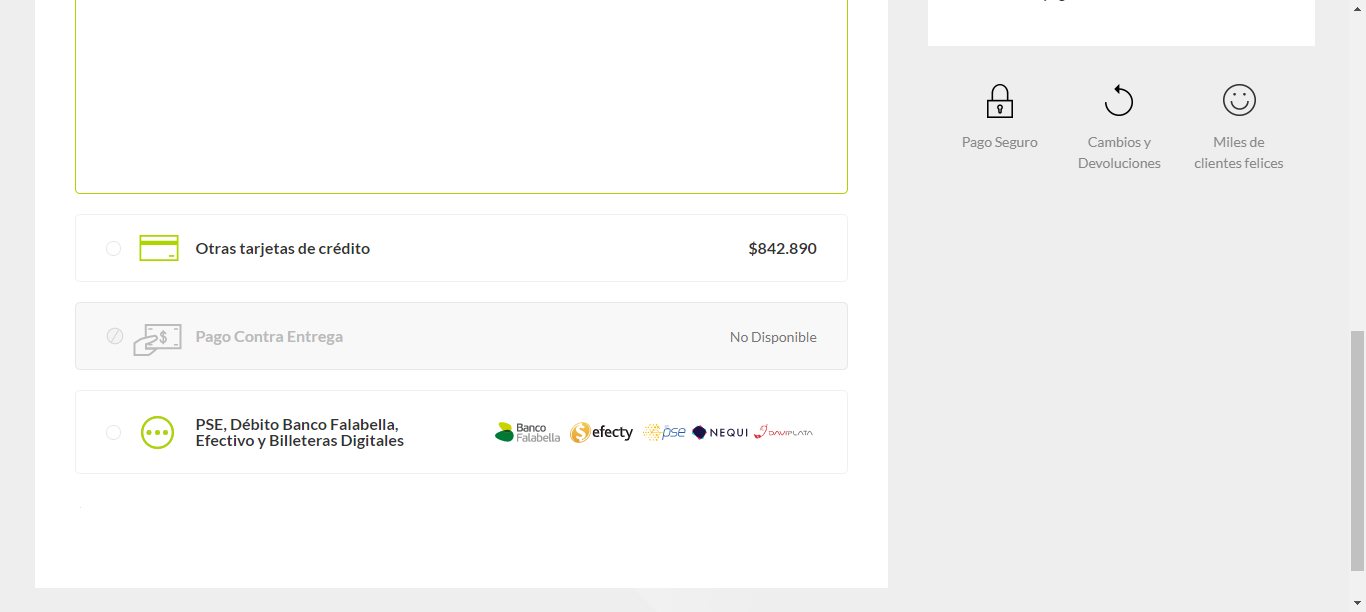 Pago Seguro
Cambios y
Devoluciones
Miles de
clientes felices
Otras tarjetas de crédito
$842.890
Pago Contra Entrega
No Disponible
PSE, Débito Banco Falabella,
Efectivo y Billeteras Digitales
Banco
Falabella
efecty
pse
NEQUI
DAVIPLATA